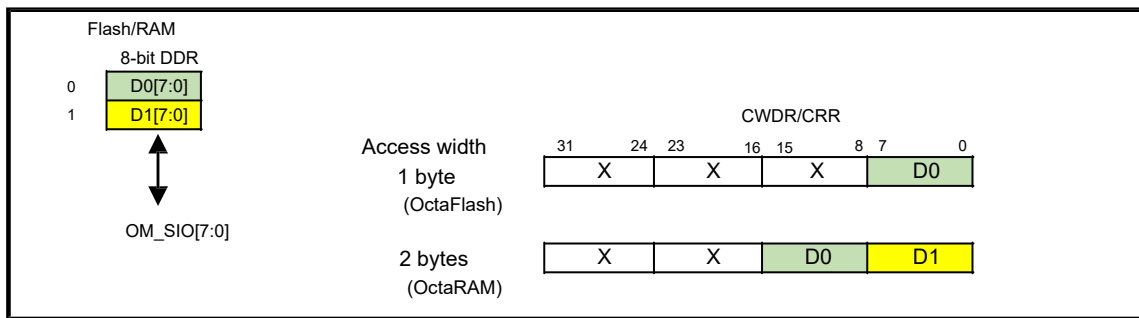 Flash/RAM
8-bit DDR
0 D0[7:0]
1 D1[7:0]
OM_SIO[7:0]
CWDR/CRR
Access width 31 24 23 16 15 8 7 0
1 byte X X X D0
(OctaFlash)
2 bytes X X D0 D1
(OctaRAM)